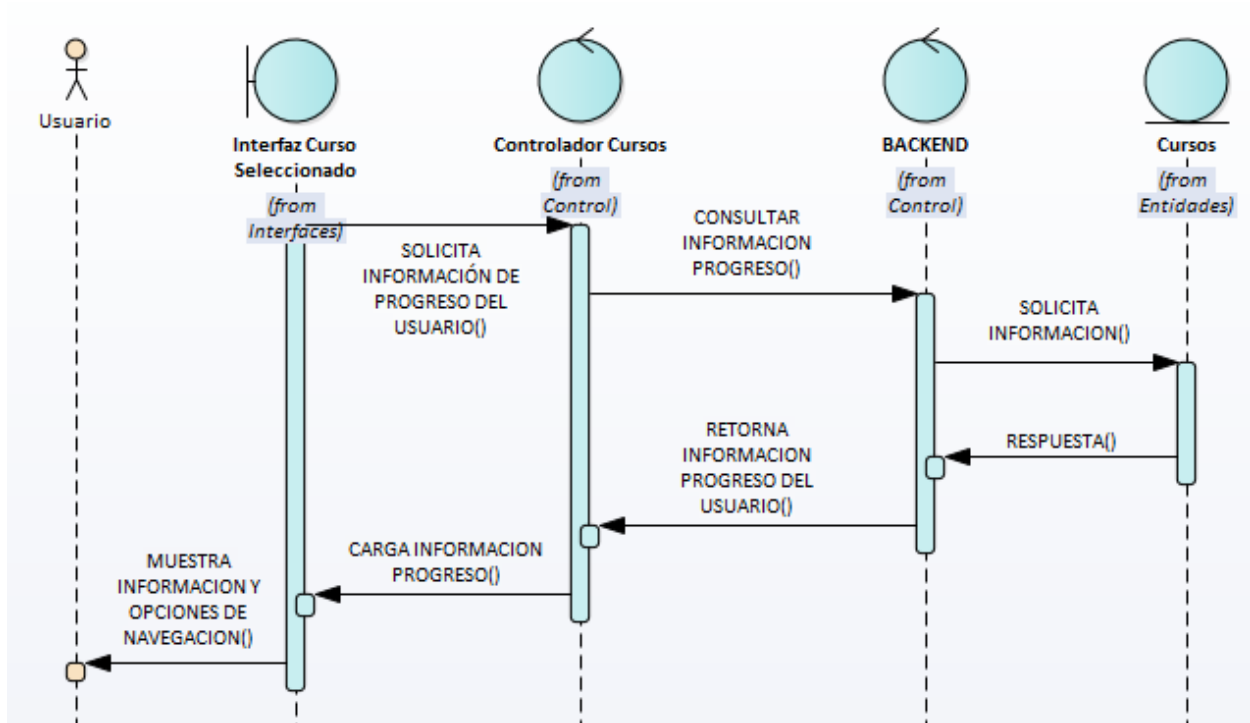 Usuario
Interfaz Curso
Seleccionado
(from
Interfaces)
Controlador Cursos
(from
Control)
BACKEND
(from
Control)
Cursos
(from
Entidades)
SOLICITA
INFORMACIÓN DE
PROGRESO DEL
USUARIO()
CONSULTAR
INFORMACION
PROGRESO()
SOLICITA
INFORMACION()
RESPUESTA()
RETORNA
INFORMACION
PROGRESO DEL
USUARIO()
CARGA INFORMACION
PROGRESO()
MUESTRA
INFORMACION Y
OPCIONES DE
NAVEGACION()